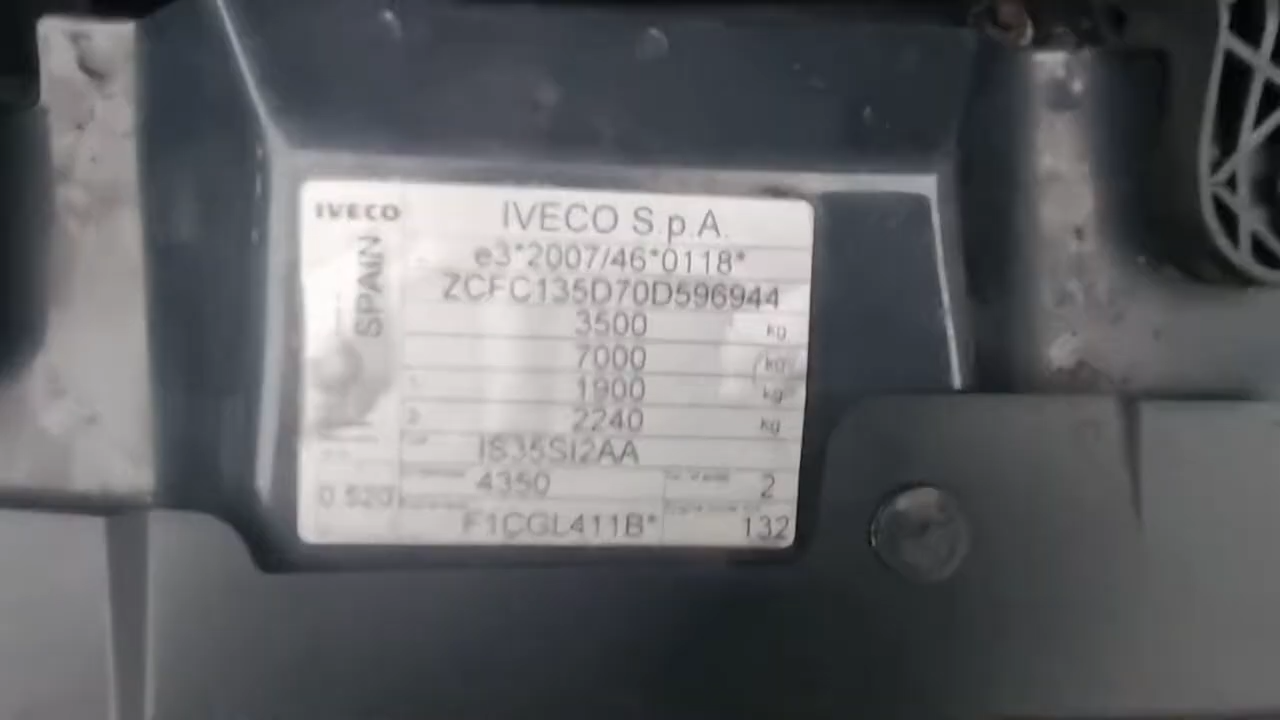 IVECO
IVECO S.p.A.
SPAIN
e3*2007/46*0118*
ZCFC135D70D596944
3500 kg
7000 kg
1900 kg
2240 kg
IS35SI2AA
4350
2
0.520
F1CGL411B*
132